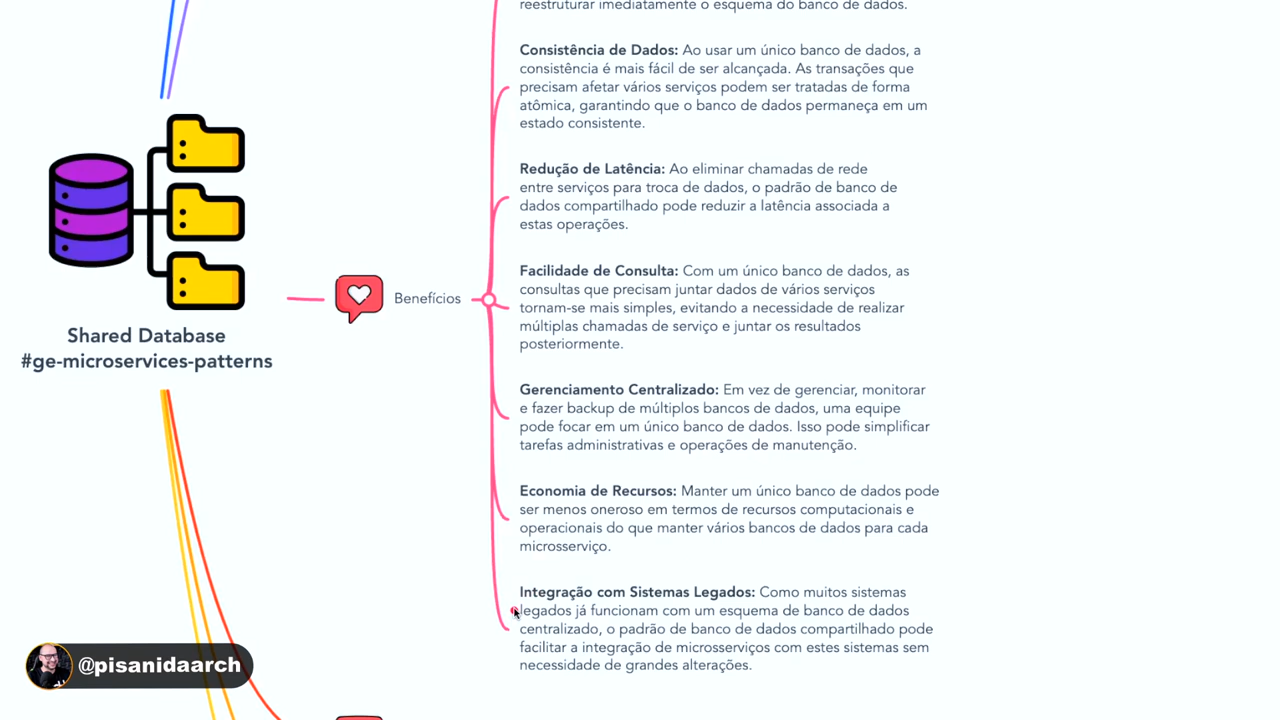 reestruturar imediatamente o esquema do banco de dados.
Consistência de Dados: Ao usar um único banco de dados, a
consistência é mais fácil de ser alcançada. As transações que
precisam afetar vários serviços podem ser tratadas de forma
atômica, garantindo que o banco de dados permaneça em um
estado consistente.
Redução de Latência: Ao eliminar chamadas de rede
entre serviços para troca de dados, o padrão de banco de
dados compartilhado pode reduzir a latência associada a
estas operações.
Facilidade de Consulta: Com um único banco de dados, as
consultas que precisam juntar dados de vários serviços
tornam-se mais simples, evitando a necessidade de realizar
múltiplas chamadas de serviço e juntar os resultados
posteriormente.
Benefícios
Shared Database
#ge-microservices-patterns
Gerenciamento Centralizado: Em vez de gerenciar, monitorar
e fazer backup de múltiplos bancos de dados, uma equipe
pode focar em um único banco de dados. Isso pode simplificar
tarefas administrativas e operações de manutenção.
Economia de Recursos: Manter um único banco de dados pode
ser menos oneroso em termos de recursos computacionais e
operacionais do que manter vários bancos de dados para cada
microsserviço.
Integração com Sistemas Legados: Como muitos sistemas
legados já funcionam com um esquema de banco de dados
centralizado, o padrão de banco de dados compartilhado pode
facilitar a integração de microsserviços com estes sistemas sem
necessidade de grandes alterações.
@pisanidaarch